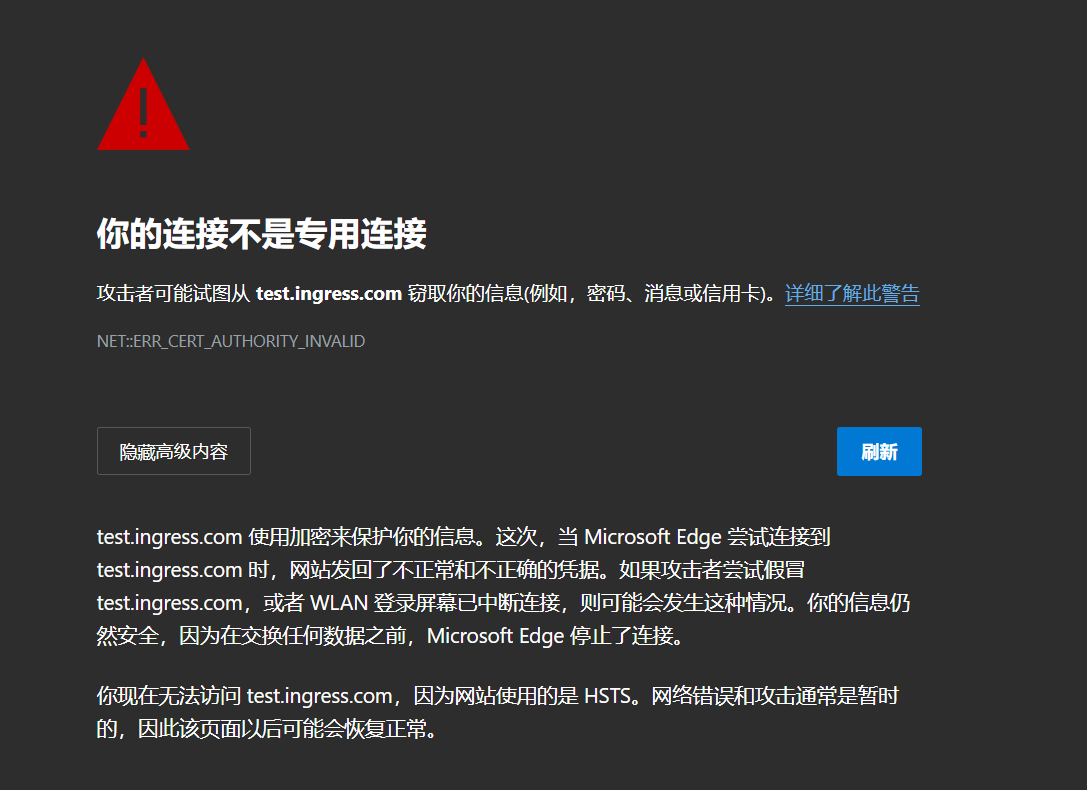 你的连接不是专用连接
攻击者可能试图从 test.ingress.com 窃取你的信息(例如，密码、消息或信用卡)。详细了解此警告
NET::ERR_CERT_AUTHORITY_INVALID
隐藏高级内容
刷新
test.ingress.com 使用加密来保护你的信息。这次，当 Microsoft Edge 尝试连接到
test.ingress.com 时，网站发回了不正常和不正确的凭据。如果攻击者尝试假冒
test.ingress.com，或者 WLAN 登录屏幕已中断连接，则可能会发生这种情况。你的信息仍
然安全，因为在交换任何数据之前，Microsoft Edge 停止了连接。
你现在无法访问 test.ingress.com，因为网站使用的是 HSTS。网络错误和攻击通常是暂时
的，因此该页面以后可能会恢复正常。